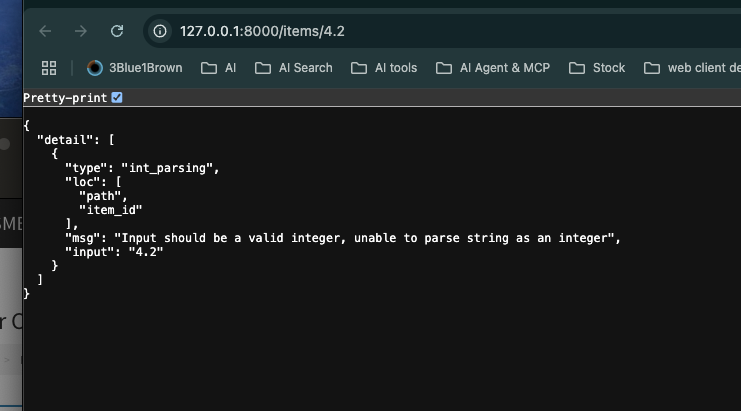 127.0.0.1:8000/items/4.2
3Blue1Brown AI AI Search AI tools AI Agent & MCP Stock web client de
Pretty-print
{
  "detail": [
    {
      "type": "int_parsing",
      "loc": [
        "path",
        "item_id"
      ],
      "msg": "Input should be a valid integer, unable to parse string as an integer",
      "input": "4.2"
    }
  ]
}
SME
r C